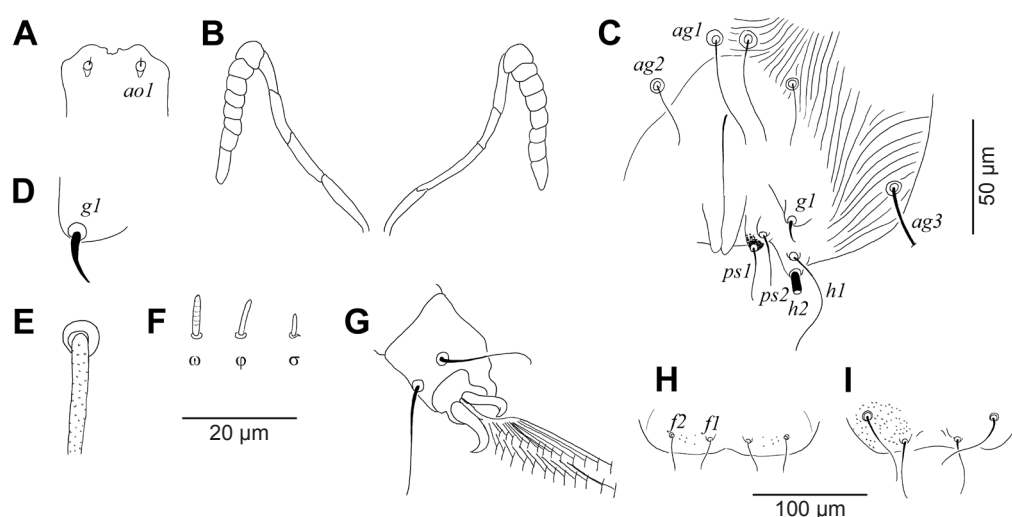 A
ao1
B
C
ag1
ag2
g1
ag3
ps1
ps2
h2
h1
50 µm
D
g1
E
F
ω
φ
σ
20 µm
G
H
f2
f1
I
100 µm